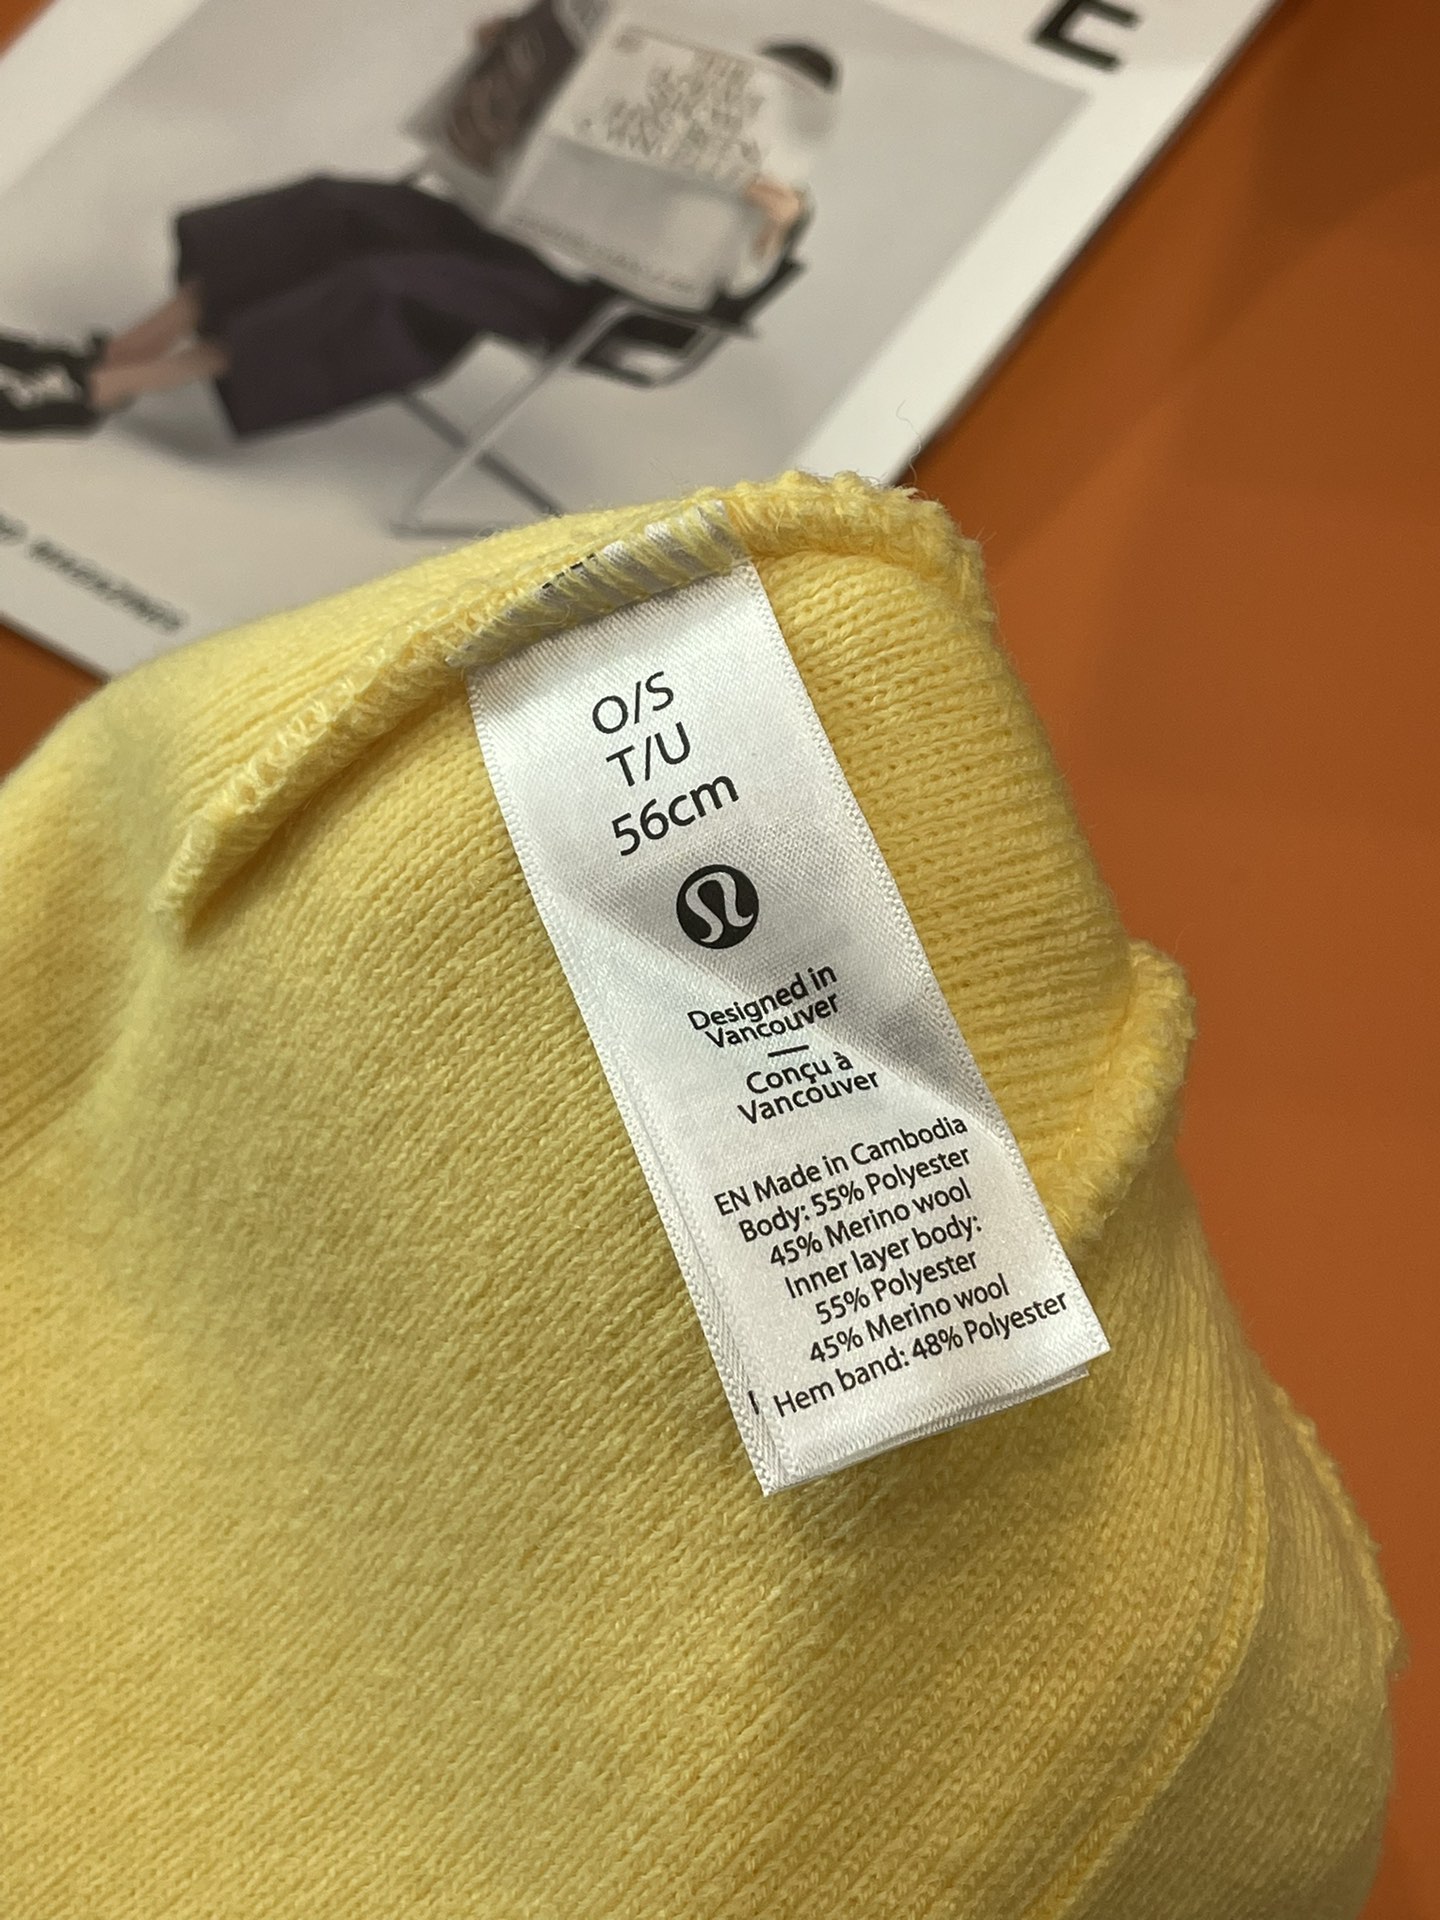 E
O/S
T/U
56cm
Designed in
Vancouver
Conçu à
Vancouver
EN Made in Cambodia
Body: 55% Polyester
45% Merino wool
Inner layer body:
55% Polyester
45% Merino wool
Hem band: 48% Polyester